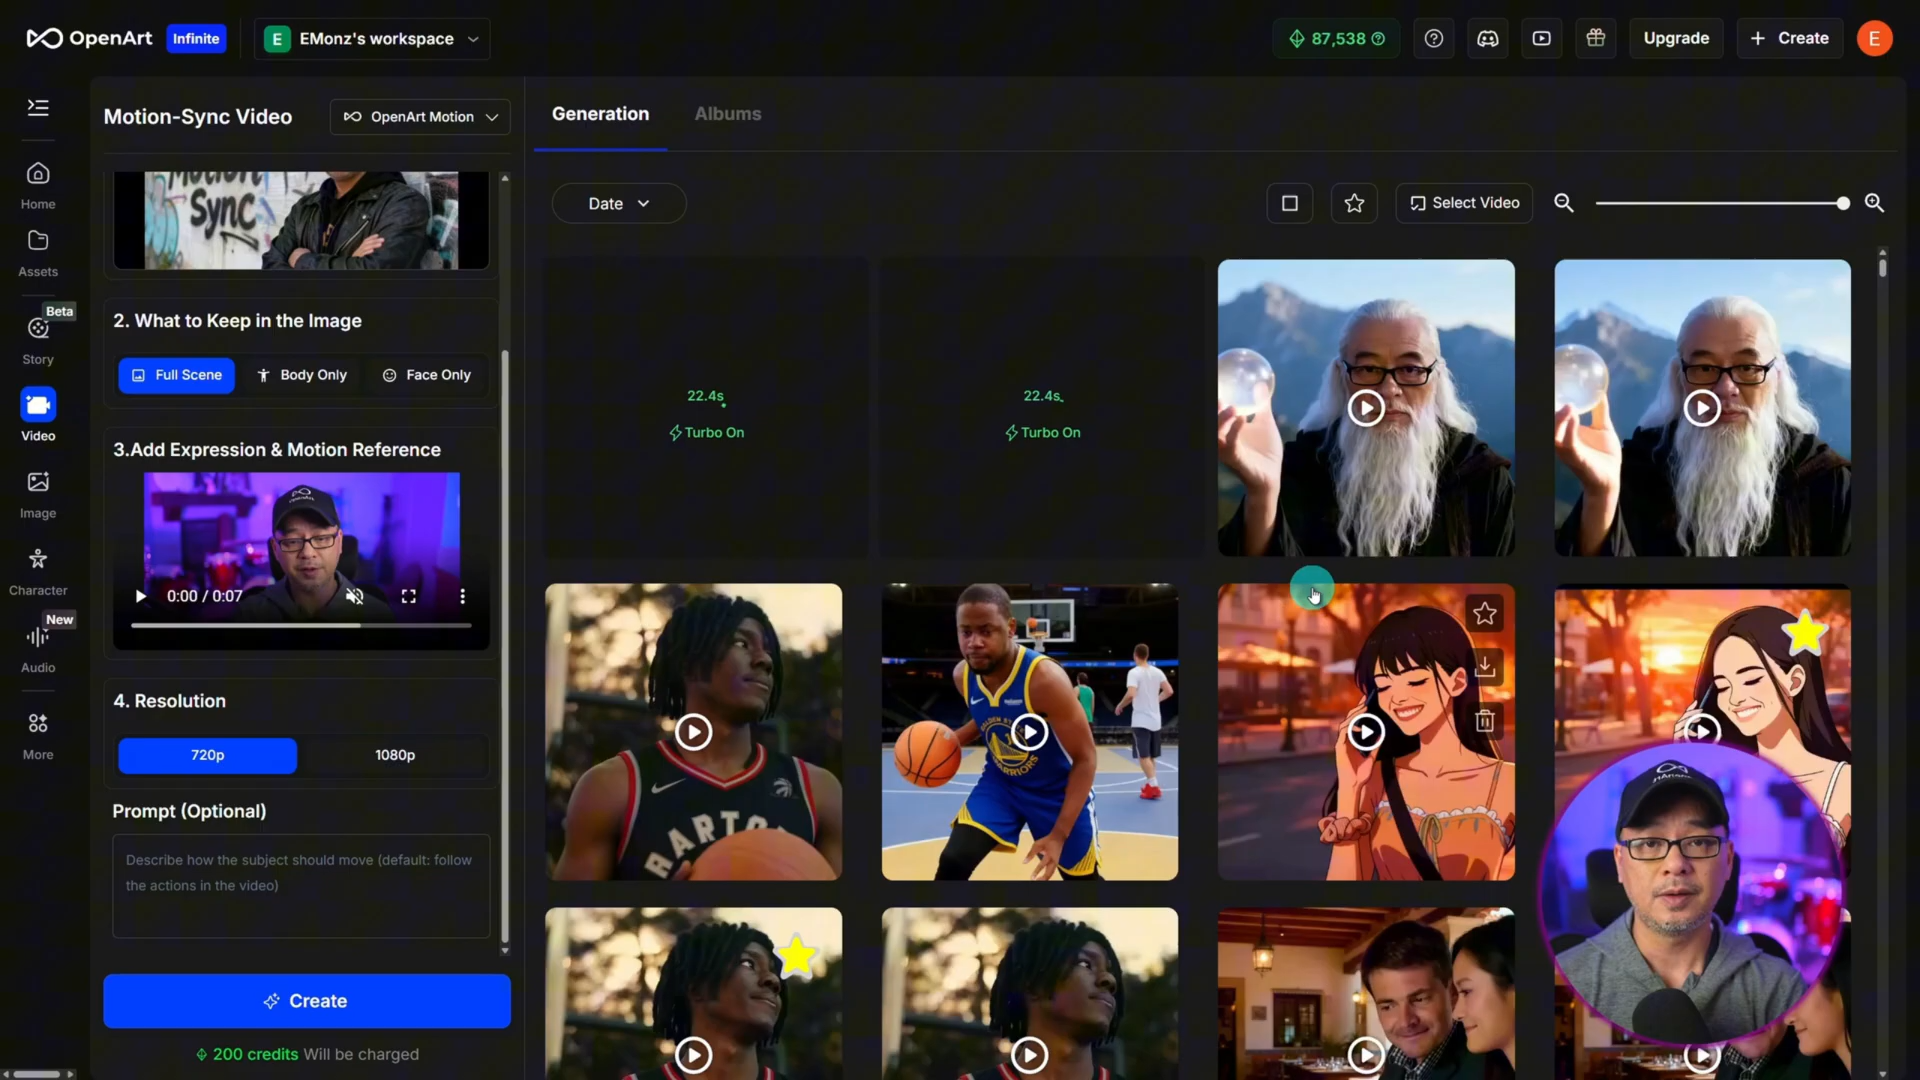 OpenArt Infinite E EMonz's workspace 87,538 Upgrade + Create E
Motion-Sync Video OpenArt Motion
Generation Albums
Date Select Video
Home
Assets
Beta
Story
Video
Image
Character
New
Audio
More
Motion
Sync
2. What to Keep in the Image
Full Scene Body Only Face Only
3.Add Expression & Motion Reference
0:00 / 0:07
4. Resolution
720p 1080p
Prompt (Optional)
Describe how the subject should move (default: follow
the actions in the video)
Create
200 credits Will be charged
22.4s
Turbo On
22.4s
Turbo On
WARRIORS